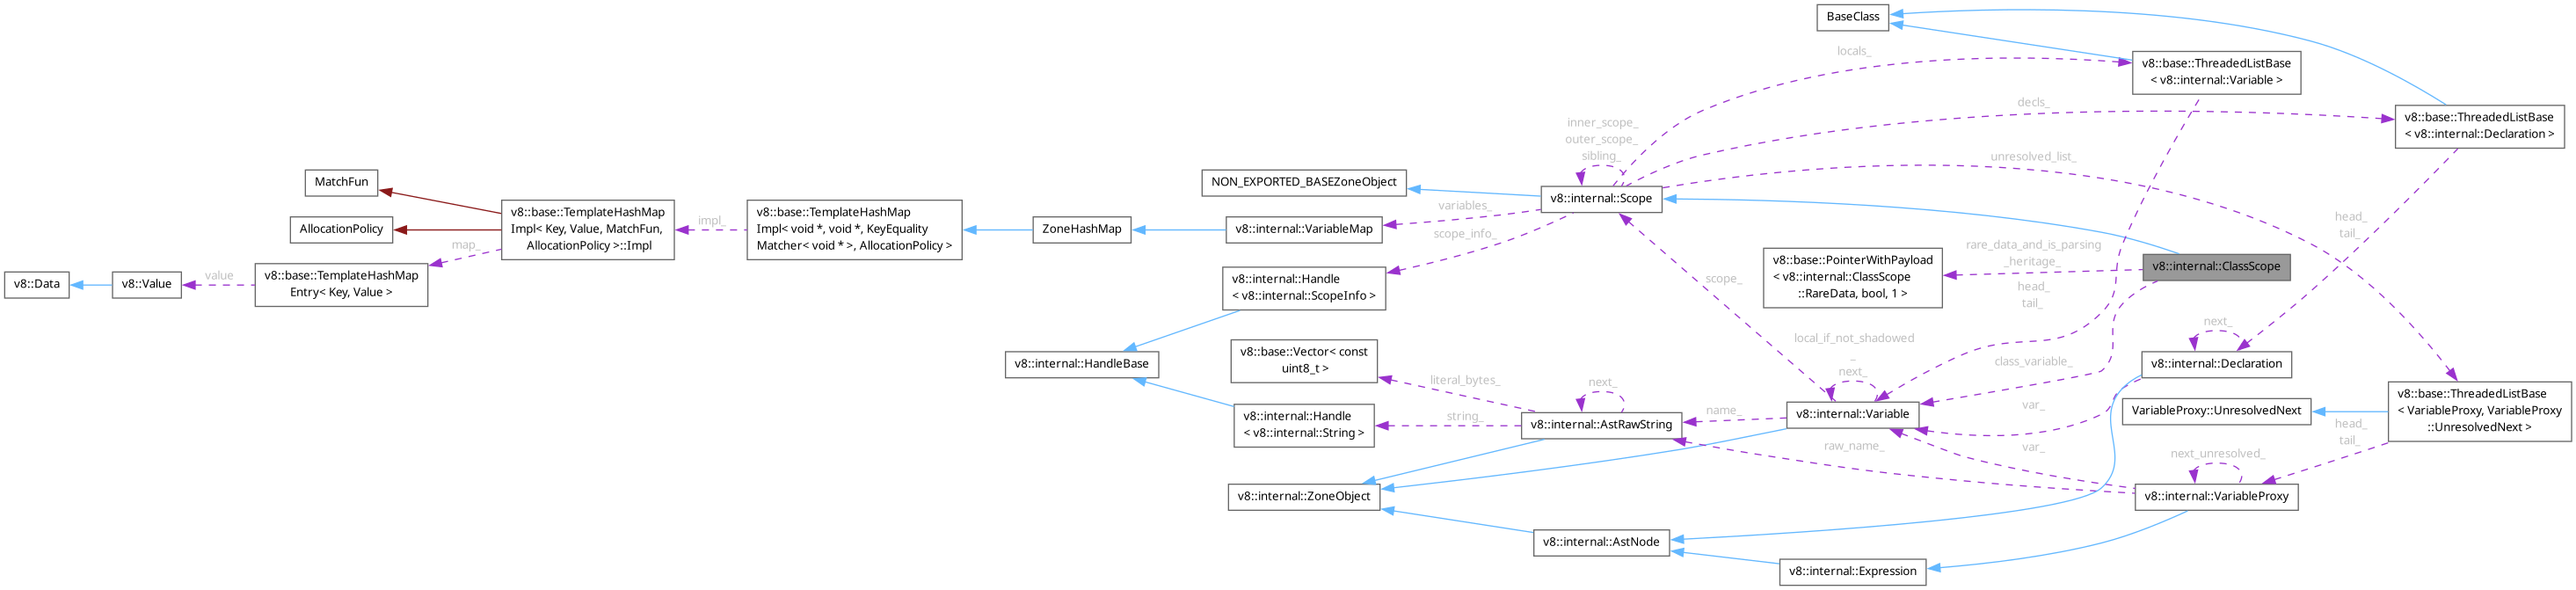 BaseClass
locals_
v8::base::ThreadedListBase
< v8::internal::Variable >
decls_
v8::base::ThreadedListBase
< v8::internal::Declaration >
inner_scope_
outer_scope_
sibling_
unresolved_list_
MatchFun
NON_EXPORTED_BASEZoneObject
v8::internal::Scope
AllocationPolicy
v8::base::TemplateHashMap
Impl< Key, Value, MatchFun,
AllocationPolicy >::Impl
impl_
v8::base::TemplateHashMap
Impl< void *, void *, KeyEquality
Matcher< void * >, AllocationPolicy >
ZoneHashMap
v8::internal::VariableMap
variables_
scope_info_
head_
tail_
map_
v8::Data
v8::Value
value
v8::base::TemplateHashMap
Entry< Key, Value >
v8::internal::Handle
< v8::internal::ScopeInfo >
scope_
v8::base::PointerWithPayload
< v8::internal::ClassScope
::RareData, bool, 1 >
rare_data_and_is_parsing
_heritage_
v8::internal::ClassScope
head_
tail_
next_
v8::internal::HandleBase
v8::base::Vector< const
uint8_t >
literal_bytes_
next_
local_if_not_shadowed
_
next_
class_variable_
v8::internal::Declaration
v8::internal::Handle
< v8::internal::String >
string_
v8::internal::AstRawString
name_
v8::internal::Variable
var_
VariableProxy::UnresolvedNext
v8::base::ThreadedListBase
< VariableProxy, VariableProxy
::UnresolvedNext >
head_
tail_
raw_name_
var_
next_unresolved_
v8::internal::ZoneObject
v8::internal::VariableProxy
v8::internal::AstNode
v8::internal::Expression